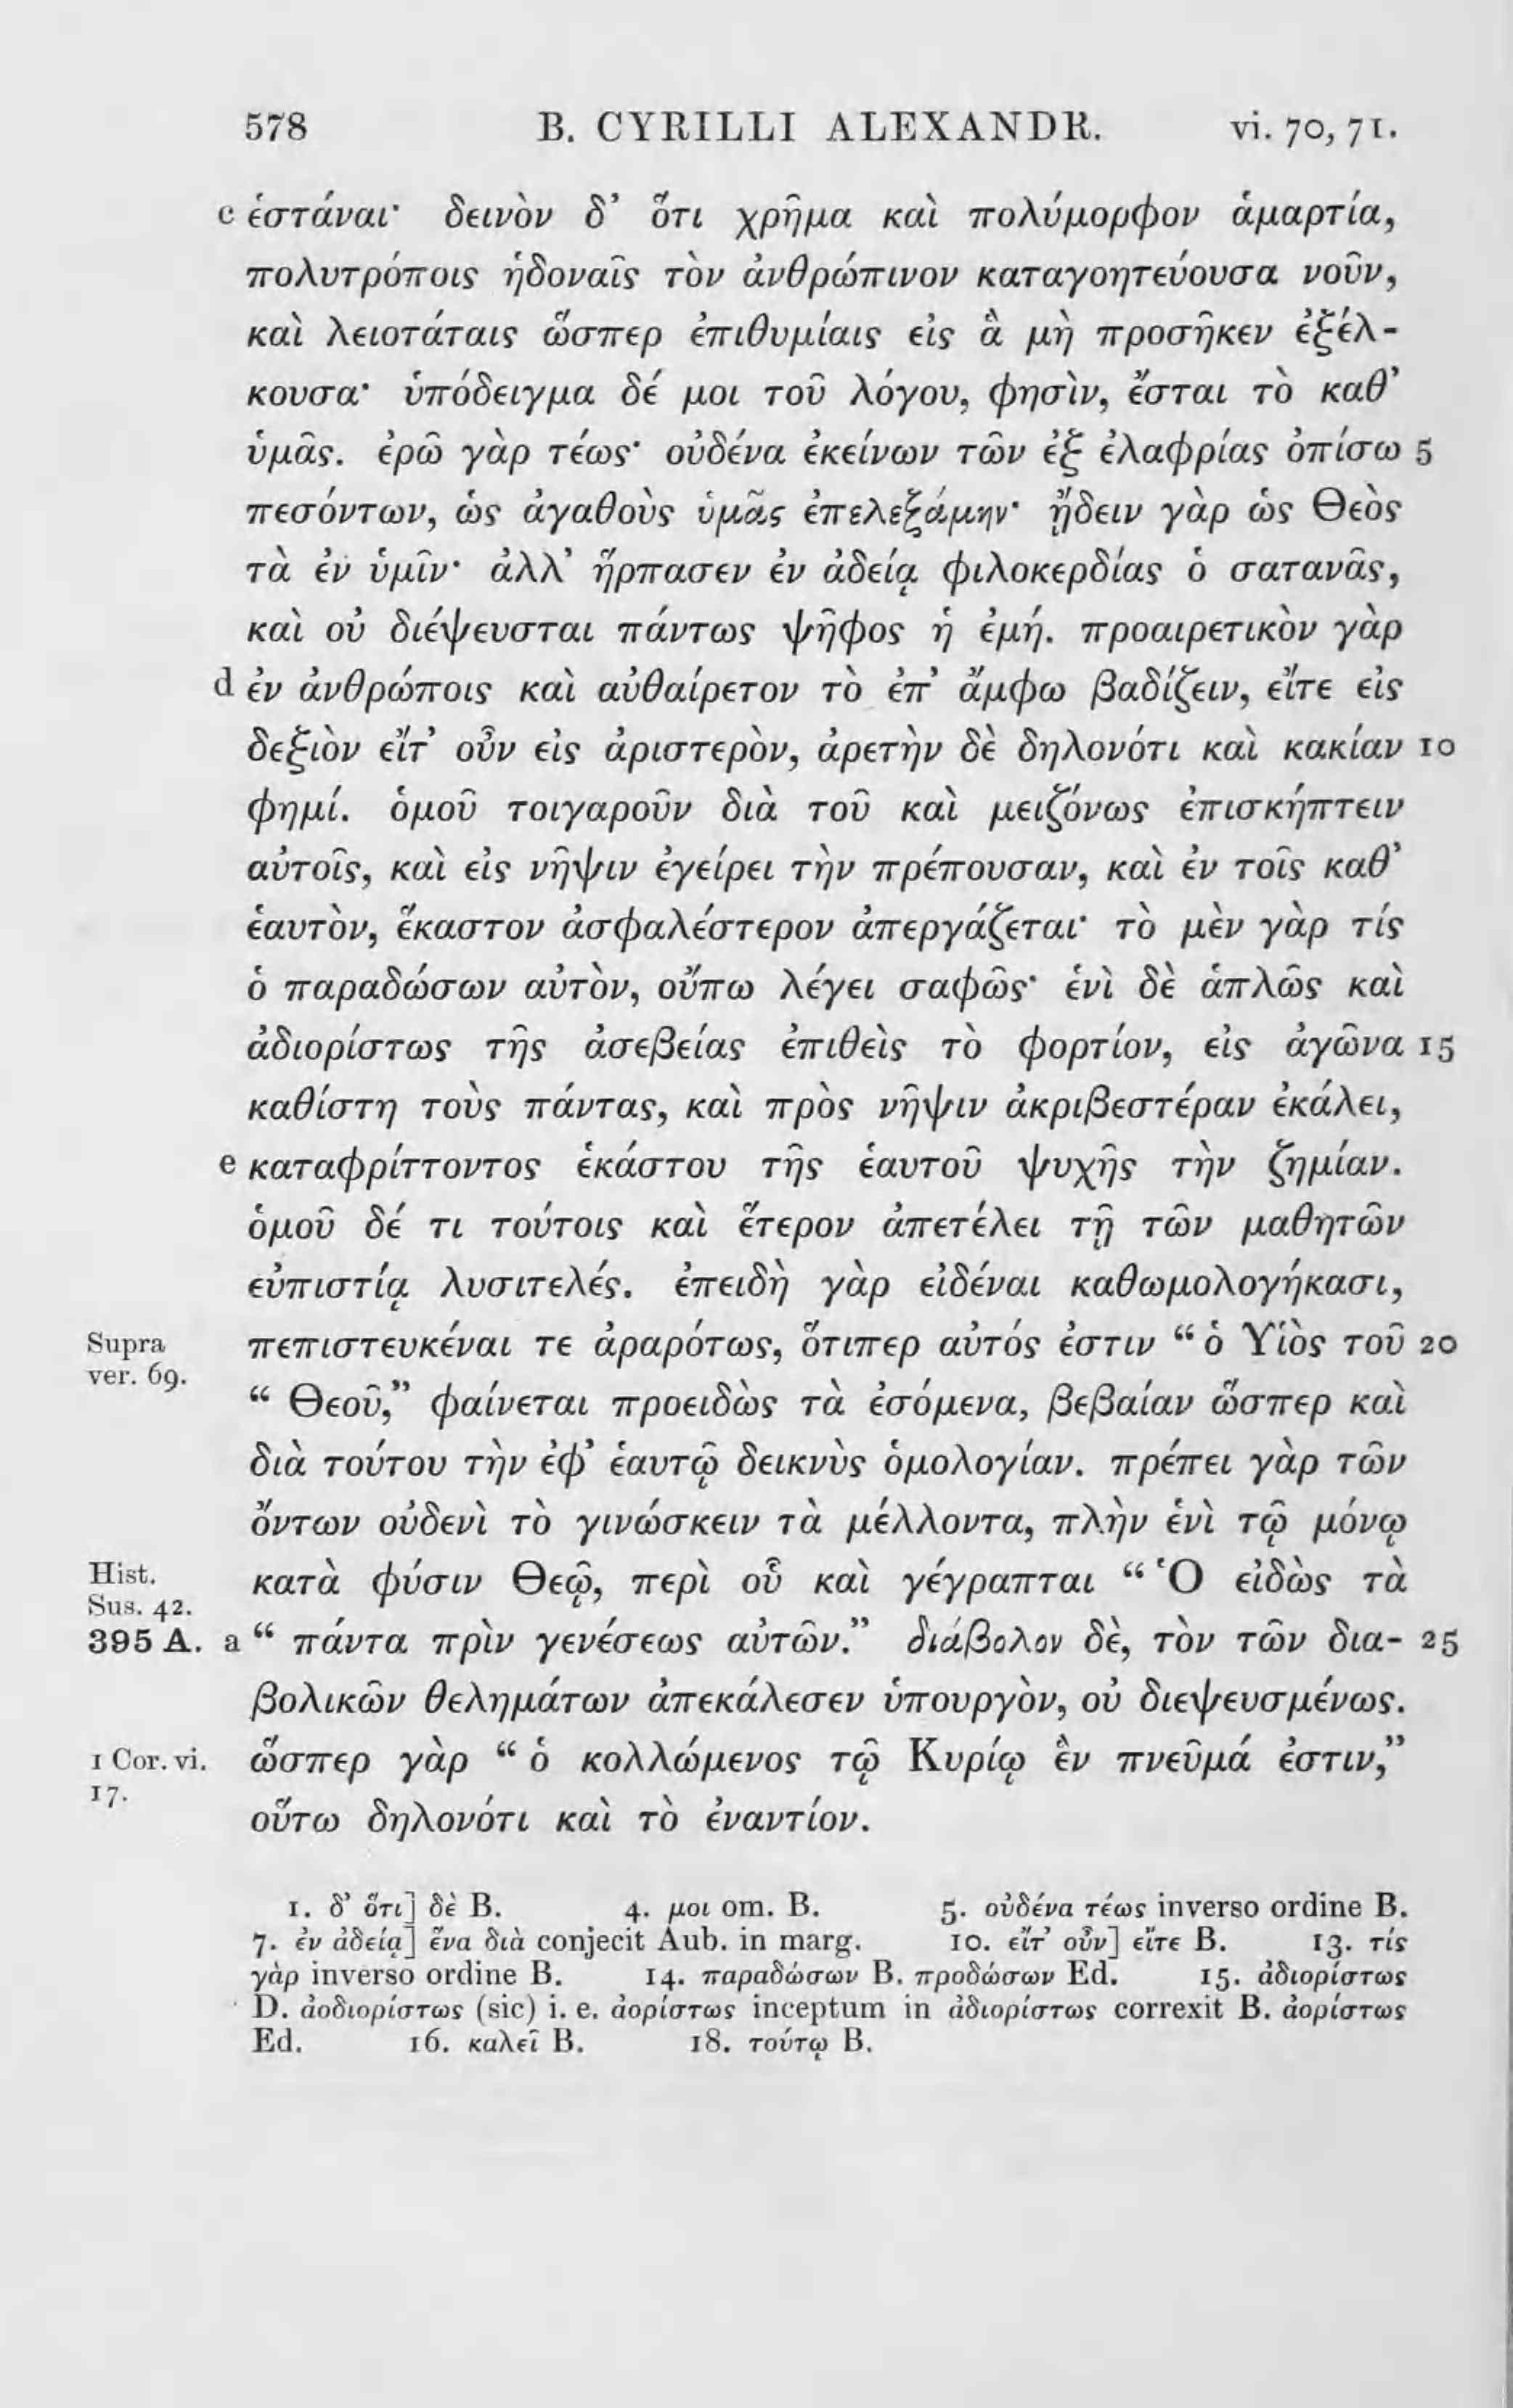 578 B. CYRILLI ALEXANDR. vi. 70, 71.
c ἑστάναι· δεινὸν δ’ ὅτι χρῆμα καὶ πολύμορφον ἁμαρτία,
πολυτρόποις ἡδοναῖς τὸν ἀνθρώπινον καταγοητεύουσα νοῦν,
καὶ λειοτάταις ὥσπερ ἐπιθυμίαις εἰς ἃ μὴ προσῆκεν ἐξέλ-
κουσα· ὑπόδειγμα δέ μοι τοῦ λόγου, φησὶν, ἔσται τὸ καθ’
ὑμᾶς. ἐρῶ γὰρ τέως· οὐδένα ἐκείνων τῶν ἐξ ἐλαφρίας ὀπίσω 5
πεσόντων, ὡς ἀγαθοὺς ὑμᾶς ἐπελεξάμην· ᾔδειν γὰρ ὡς Θεὸς
τὰ ἐν ὑμῖν· ἀλλ’ ἥρπασεν ἐν ἀδείᾳ φιλοκερδίας ὁ σατανᾶς,
καὶ οὐ διέψευσται πάντως ψῆφος ἡ ἐμή. προαιρετικὸν γὰρ
d ἐν ἀνθρώποις καὶ αὐθαίρετον τὸ ἐπ’ ἄμφω βαδίζειν, εἴτε εἰς
δεξιὸν εἴτ’ οὖν εἰς ἀριστερὸν, ἀρετὴν δὲ δηλονότι καὶ κακίαν 10
φημί. ὁμοῦ τοιγαροῦν διὰ τοῦ καὶ μειζόνως ἐπισκήπτειν
αὐτοῖς, καὶ εἰς νῆψιν ἐγείρει τὴν πρέπουσαν, καὶ ἐν τοῖς καθ’
ἑαυτὸν, ἕκαστον ἀσφαλέστερον ἀπεργάζεται· τὸ μὲν γὰρ τίς
ὁ παραδώσων αὐτὸν, οὔπω λέγει σαφῶς· ἑνὶ δὲ ἁπλῶς καὶ
ἀδιορίστως τῆς ἀσεβείας ἐπιθεὶς τὸ φορτίον, εἰς ἀγῶνα 15
καθίστη τοὺς πάντας, καὶ πρὸς νῆψιν ἀκριβεστέραν ἐκάλει,
e καταφρίττοντος ἑκάστου τῆς ἑαυτοῦ ψυχῆς τὴν ζημίαν.
ὁμοῦ δέ τι τούτοις καὶ ἕτερον ἀπετέλει τῇ τῶν μαθητῶν
εὐπιστίᾳ λυσιτελές. ἐπειδὴ γὰρ εἰδέναι καθωμολογήκασι,
Supra ver. 69. πεπιστευκέναι τε ἀραρότως, ὅτιπερ αὐτός ἐστιν “ ὁ Υἱὸς τοῦ 20
“ Θεοῦ,” φαίνεται προειδὼς τὰ ἐσόμενα, βεβαίαν ὥσπερ καὶ
διὰ τούτου τὴν ἐφ’ ἑαυτῷ δεικνὺς ὁμολογίαν. πρέπει γὰρ τῶν
ὄντων οὐδενὶ τὸ γινώσκειν τὰ μέλλοντα, πλὴν ἑνὶ τῷ μόνῳ
Hist. Sus. 42. κατὰ φύσιν Θεῷ, περὶ οὗ καὶ γέγραπται “ Ὁ εἰδὼς τὰ
395 A. a “ πάντα πρὶν γενέσεως αὐτῶν.” διάβολον δὲ, τὸν τῶν δια- 25
βολικῶν θελημάτων ἀπεκάλεσεν ὑπουργὸν, οὐ διεψευσμένως.
1 Cor. vi. 17. ὥσπερ γὰρ “ ὁ κολλώμενος τῷ Κυρίῳ ἓν πνεῦμά ἐστιν,”
οὕτω δηλονότι καὶ τὸ ἐναντίον.
1. δ’ ὅτι] δὲ B. 4. μοι om. B. 5. οὐδένα τέως inverso ordine B.
7. ἐν ἀδείᾳ] ἕνα διὰ conjecit Aub. in marg. 10. εἴτ’ οὖν] εἴτε B. 13. τίς
γὰρ inverso ordine B. 14. παραδώσων B. προδώσων Ed. 15. ἀδιορίστως
D. ἀοδιορίστως (sic) i. e. ἀορίστως inceptum in ἀδιορίστως correxit B. ἀορίστως
Ed. 16. καλεῖ B. 18. τούτῳ B.